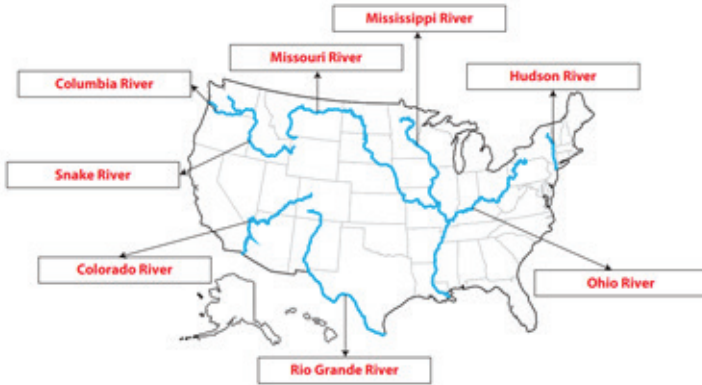 Mississippi River
Missouri River
Hudson River
Columbia River
Snake River
Colorado River
Ohio River
Rio Grande River